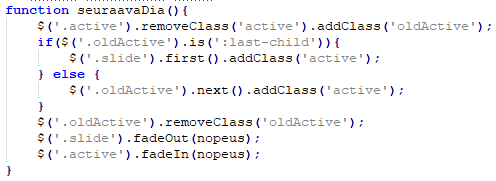 function seuraavaDia(){
    $('.active').removeClass('active').addClass('oldActive');
    if($('.oldActive').is(':last-child')){
        $('.slide').first().addClass('active');
    } else {
        $('.oldActive').next().addClass('active');
    }
    $('.oldActive').removeClass('oldActive');
    $('.slide').fadeOut(nopeus);
    $('.active').fadeIn(nopeus);
}